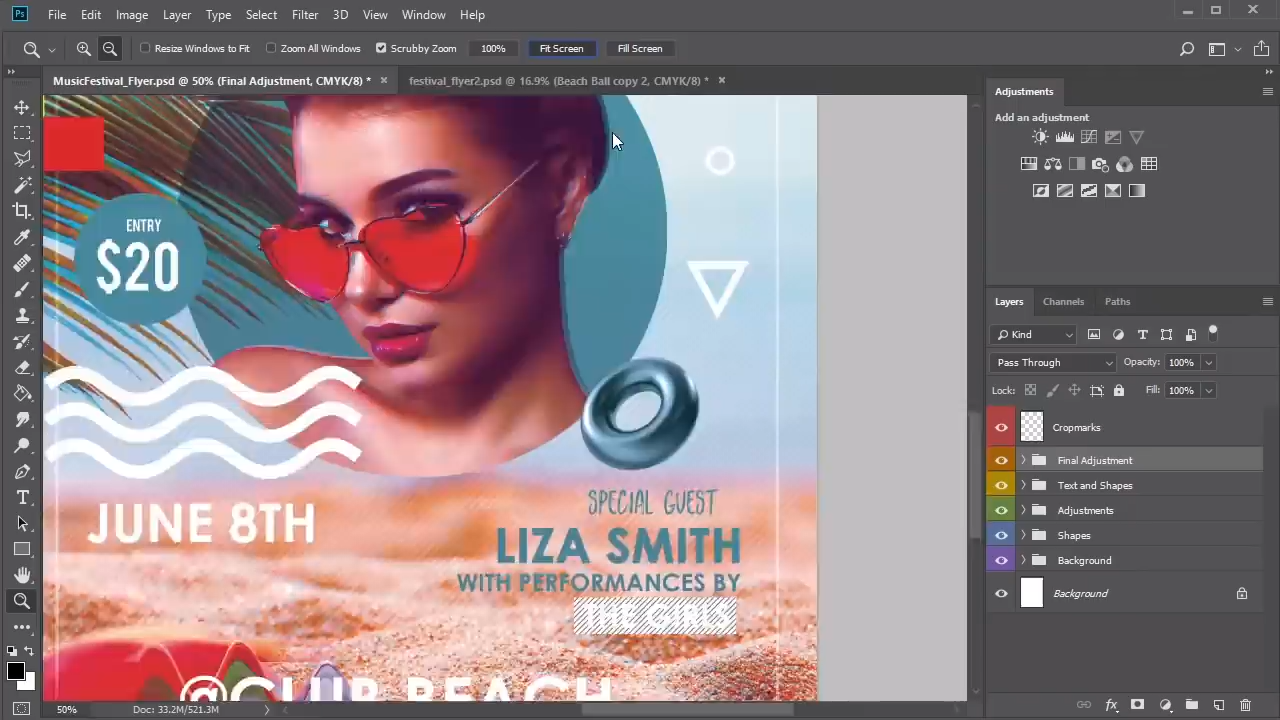 Ps File Edit Image Layer Type Select Filter 3D View Window Help
Resize Windows to Fit Zoom All Windows Scrubby Zoom 100% Fit Screen Fill Screen
MusicFestival_Flyer.psd @ 50% (Final Adjustment, CMYK/8) * × festival_flyer2.psd @ 16.9% (Beach Ball copy 2, CMYK/8) * ×
Adjustments
Add an adjustment
ENTRY
$20
Layers Channels Paths
Kind
Pass Through Opacity: 100%
Lock: Fill: 100%
Cropmarks
Final Adjustment
Text and Shapes
Adjustments
Shapes
Background
Background
JUNE 8TH
SPECIAL GUEST
LIZA SMITH
WITH PERFORMANCES BY
THE GIRLS
@CLUB BEACH
50% Doc: 33.2M/521.3M